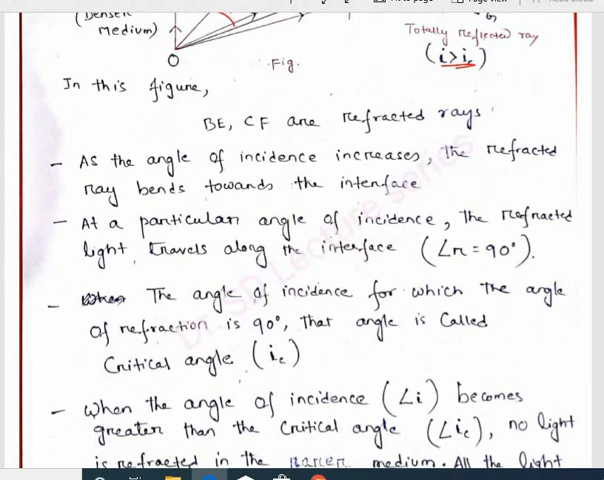 (Denser
Medium)
O
Fig.
Totally Reflected ray
(i>ic)
In this figure,
BE, CF are refracted rays
- As the angle of incidence increases, the refracted
ray bends towards the interface
- At a particular angle of incidence, the refracted
light travels along the interface (∠r = 90°).
- The angle of incidence for which the angle
of refraction is 90°, that angle is called
Critical angle (ic)
- When the angle of incidence (∠i) becomes
greater than the critical angle (∠ic), no light
is refracted in the rarer medium. All the light